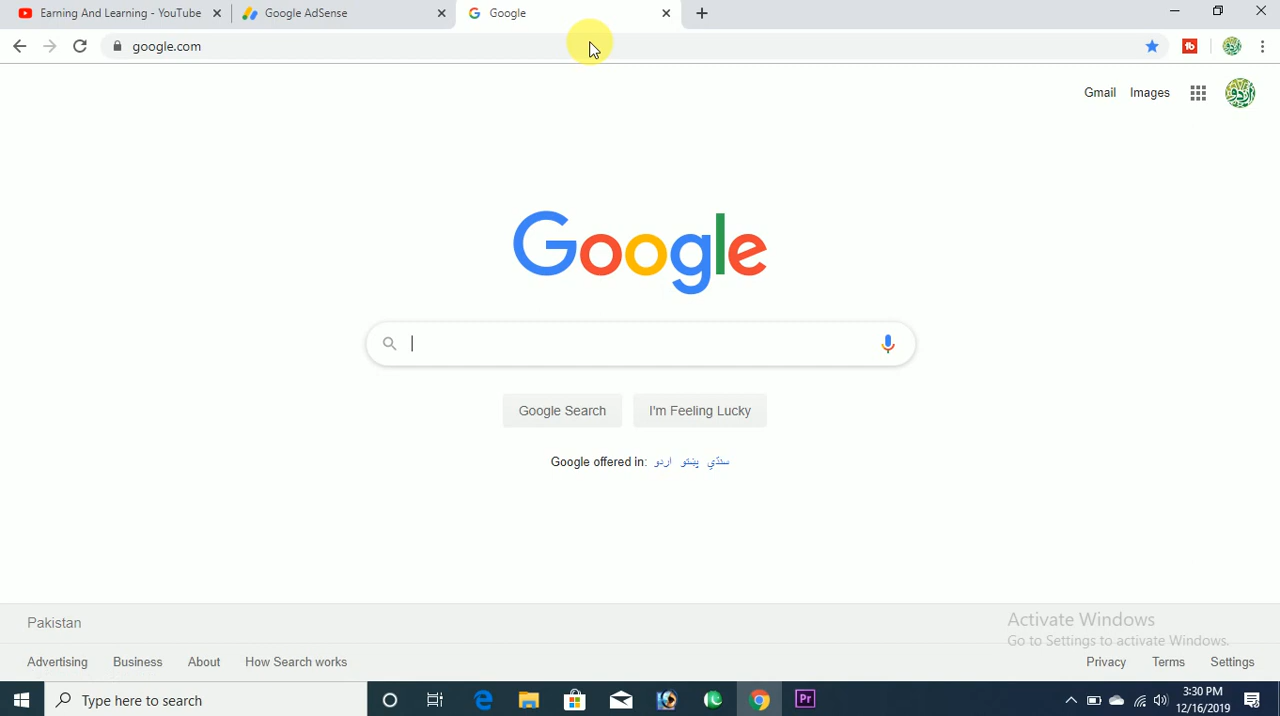 Earning And Learning - YouTube
Google AdSense
Google
google.com
Gmail Images
Google
Google Search
I'm Feeling Lucky
Google offered in: اردو پښتو سنڌي
Pakistan
Activate Windows
Go to Settings to activate Windows.
Advertising Business About How Search works
Privacy Terms Settings
Type here to search
Pr
3:30 PM
12/16/2019